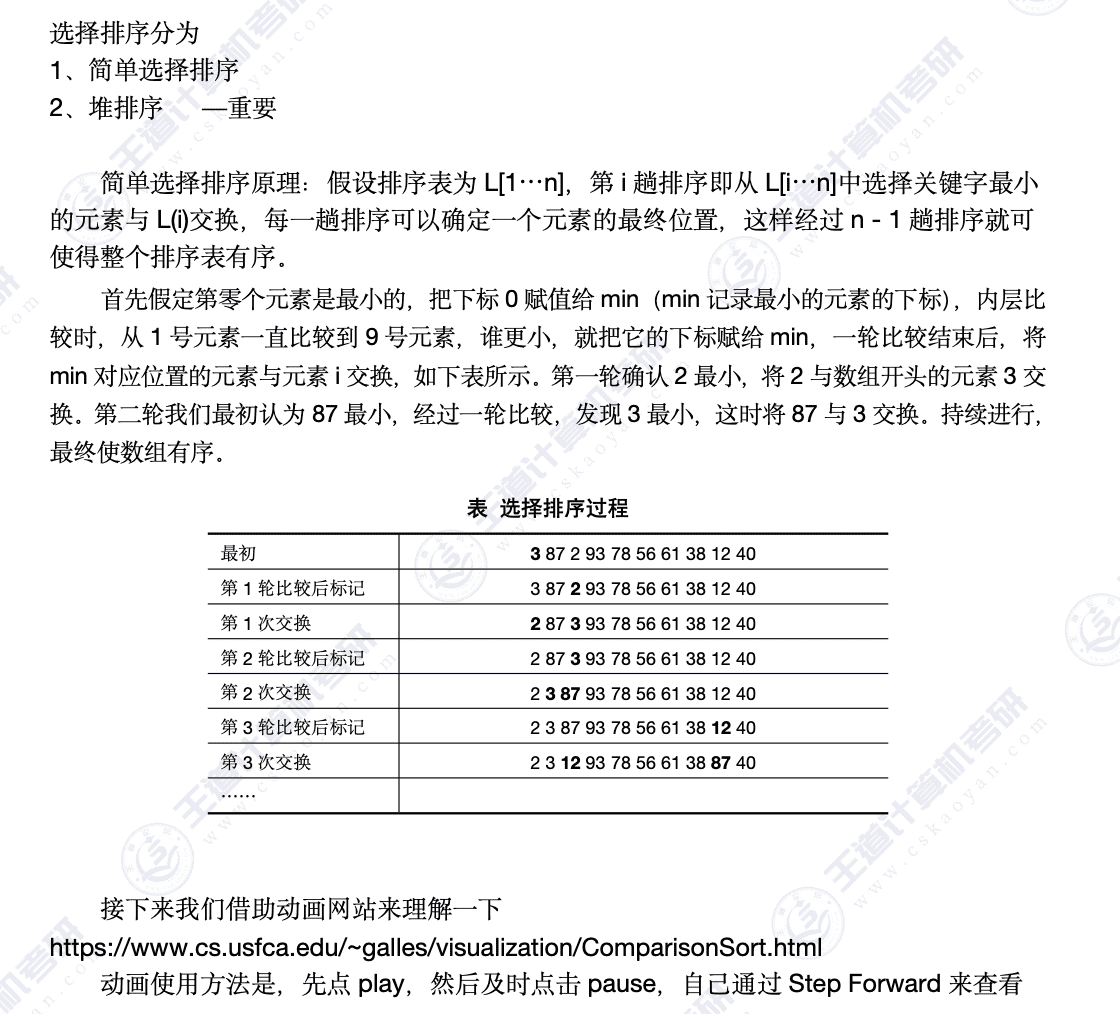 选择排序分为
1、简单选择排序
2、堆排序 —重要
简单选择排序原理：假设排序表为 L[1…n]，第 i 趟排序即从 L[i…n]中选择关键字最小
的元素与 L(i)交换，每一趟排序可以确定一个元素的最终位置，这样经过 n - 1 趟排序就可
使得整个排序表有序。
首先假定第零个元素是最小的，把下标 0 赋值给 min（min 记录最小的元素的下标），内层比
较时，从 1 号元素一直比较到 9 号元素，谁更小，就把它的下标赋给 min，一轮比较结束后，将
min 对应位置的元素与元素 i 交换，如下表所示。第一轮确认 2 最小，将 2 与数组开头的元素 3 交
换。第二轮我们最初认为 87 最小，经过一轮比较，发现 3 最小，这时将 87 与 3 交换。持续进行，
最终使数组有序。
表 选择排序过程
最初 3 87 2 93 78 56 61 38 12 40
第 1 轮比较后标记 3 87 2 93 78 56 61 38 12 40
第 1 次交换 2 87 3 93 78 56 61 38 12 40
第 2 轮比较后标记 2 87 3 93 78 56 61 38 12 40
第 2 次交换 2 3 87 93 78 56 61 38 12 40
第 3 轮比较后标记 2 3 87 93 78 56 61 38 12 40
第 3 次交换 2 3 12 93 78 56 61 38 87 40
……
接下来我们借助动画网站来理解一下
https://www.cs.usfca.edu/~galles/visualization/ComparisonSort.html
动画使用方法是，先点 play，然后及时点击 pause，自己通过 Step Forward 来查看
王道计算机考研
www.cskaoyan.com